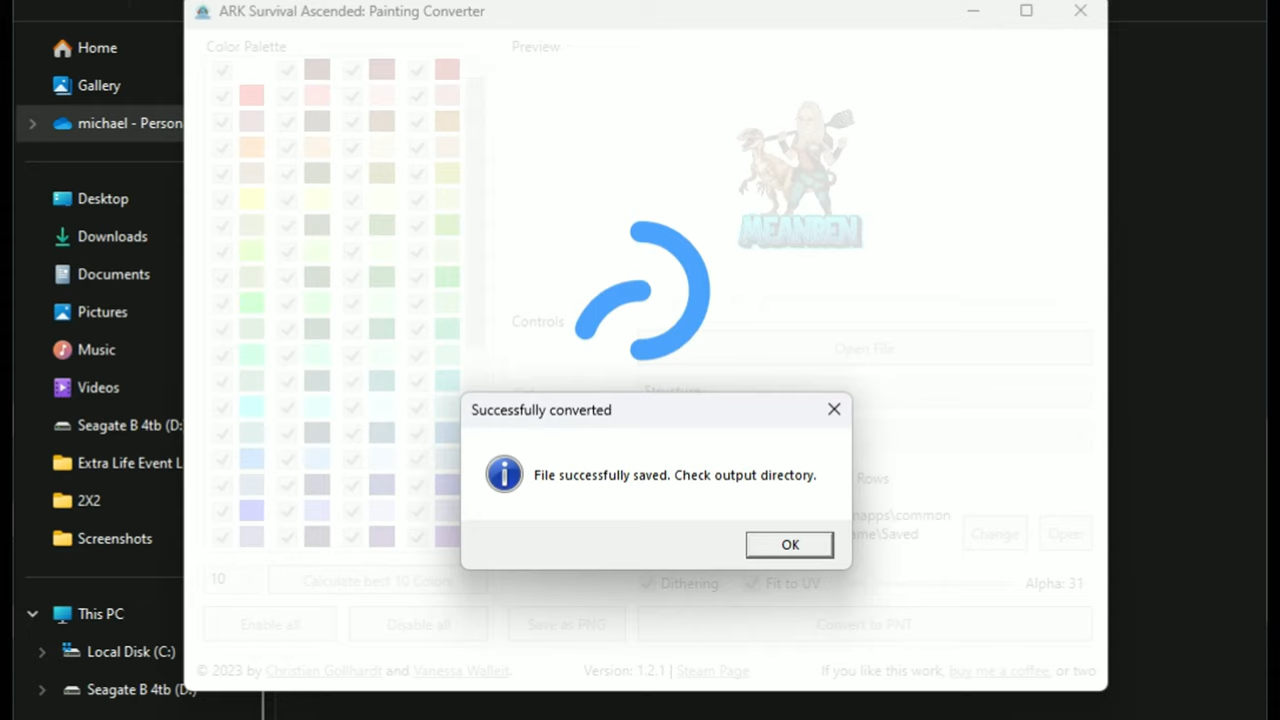 ARK Survival Ascended: Painting Converter
Home
Gallery
michael - Person
Desktop
Downloads
Documents
Pictures
Music
Videos
Seagate B 4tb (D:
Extra Life Event L
2X2
Screenshots
This PC
Local Disk (C:)
Seagate B 4tb (D:)
Color Palette
Preview
MEANBEN
Controls
Open File
Structure
Rows
mapps\common
me\Saved
Change
Open
Dithering
Fit to UV
Alpha: 31
10
Calculate best 10 Colors
Enable all
Disable all
Save as PNG
Convert to PNT
Successfully converted
File successfully saved. Check output directory.
OK
© 2023 by Christian Gollhardt and Vanessa Walleit.
Version: 1.2.1 | Steam Page
If you like this work, buy me a coffee, or two